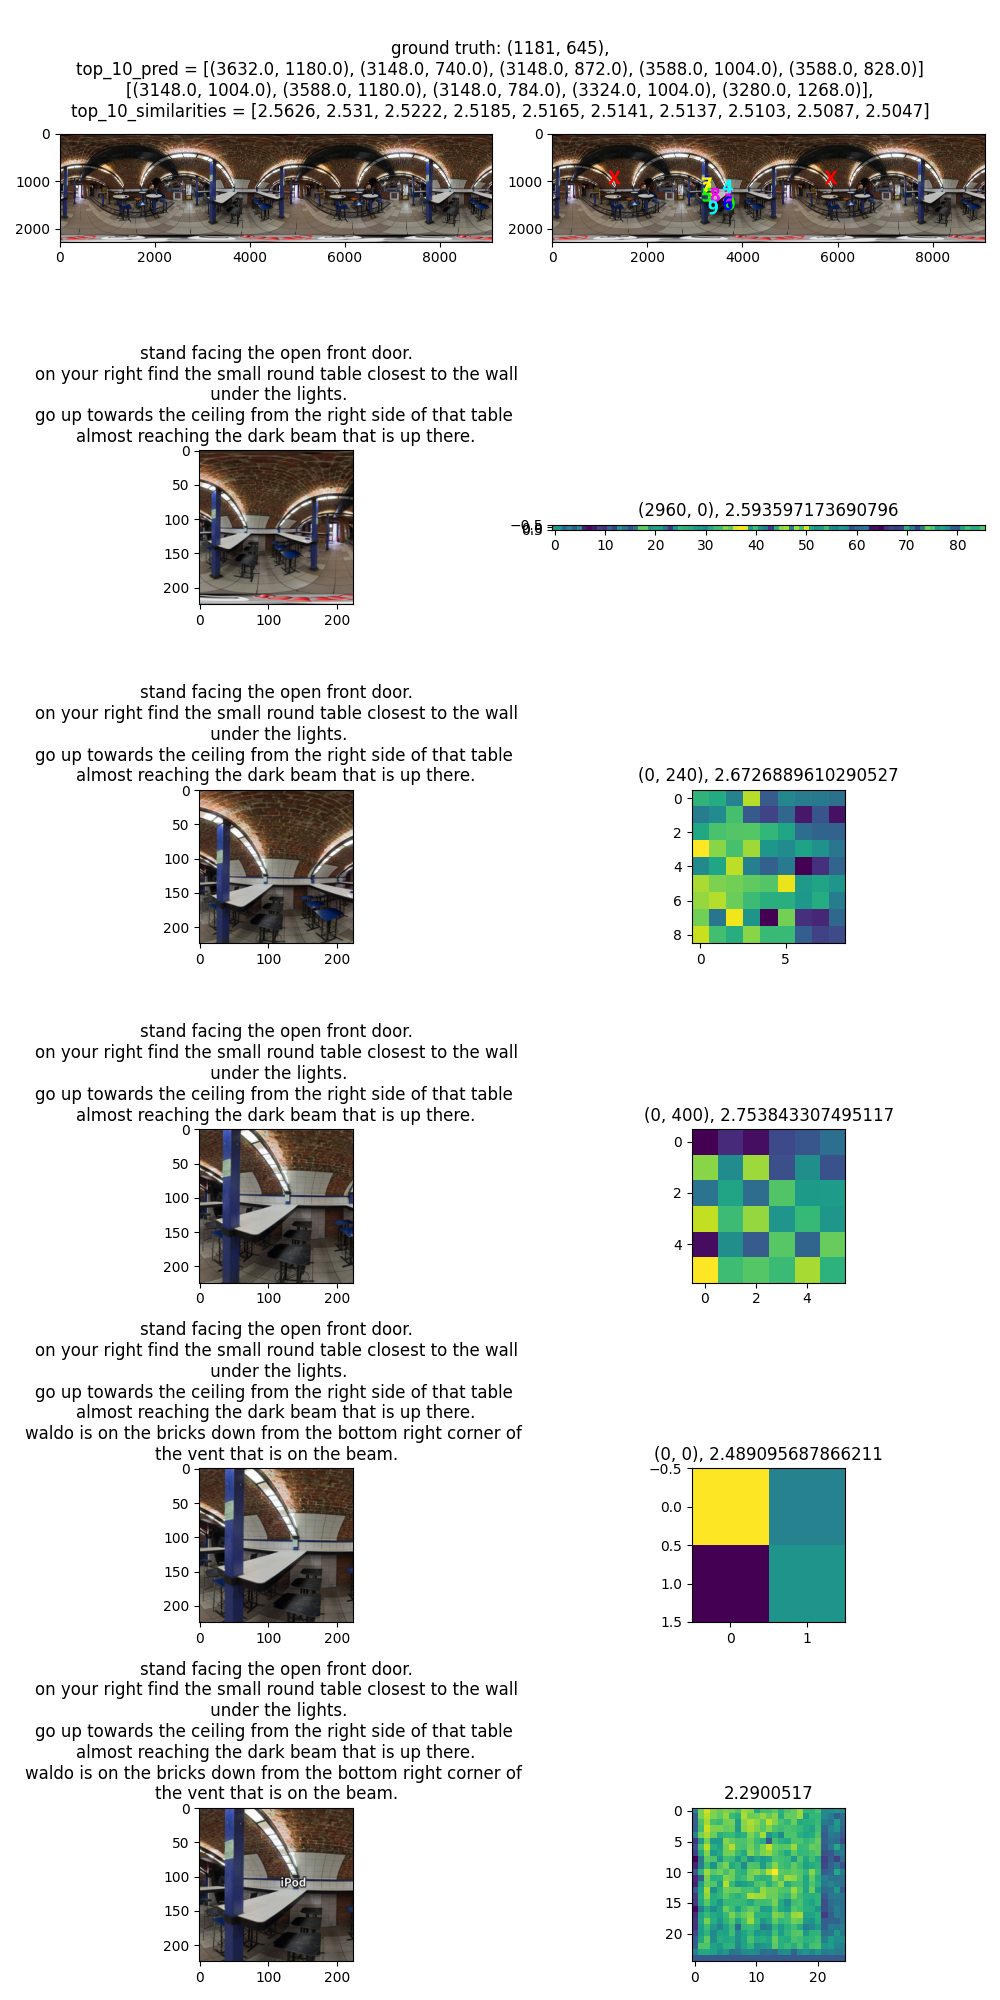 ground truth: (1181, 645),
top_10_pred = [(3632.0, 1180.0), (3148.0, 740.0), (3148.0, 872.0), (3588.0, 1004.0), (3588.0, 828.0)]
[(3148.0, 1004.0), (3588.0, 1180.0), (3148.0, 784.0), (3324.0, 1004.0), (3280.0, 1268.0)],
top_10_similarities = [2.5626, 2.531, 2.5222, 2.5185, 2.5165, 2.5141, 2.5137, 2.5103, 2.5087, 2.5047]
0 0
1000 X 1000 X 7 4 X
2000 2000 9
0 2000 4000 6000 8000 0 2000 4000 6000 8000
stand facing the open front door.
on your right find the small round table closest to the wall
under the lights.
go up towards the ceiling from the right side of that table
almost reaching the dark beam that is up there.
0
50
100
150
200
0 100 200
(2960, 0), 2.593597173690796
−0.5
0 10 20 30 40 50 60 70 80
stand facing the open front door.
on your right find the small round table closest to the wall
under the lights.
go up towards the ceiling from the right side of that table
almost reaching the dark beam that is up there.
0
50
100
150
200
0 100 200
(0, 240), 2.6726889610290527
0
2
4
6
8
0 5
stand facing the open front door.
on your right find the small round table closest to the wall
under the lights.
go up towards the ceiling from the right side of that table
almost reaching the dark beam that is up there.
0
50
100
150
200
0 100 200
(0, 400), 2.753843307495117
0
2
4
0 2 4
stand facing the open front door.
on your right find the small round table closest to the wall
under the lights.
go up towards the ceiling from the right side of that table
almost reaching the dark beam that is up there.
waldo is on the bricks down from the bottom right corner of
the vent that is on the beam.
0
50
100
150
200
0 100 200
(0, 0), 2.489095687866211
−0.5
0.0
0.5
1.0
1.5
0 1
stand facing the open front door.
on your right find the small round table closest to the wall
under the lights.
go up towards the ceiling from the right side of that table
almost reaching the dark beam that is up there.
waldo is on the bricks down from the bottom right corner of
the vent that is on the beam.
0
50
100
iPod
150
200
0 100 200
2.2900517
0
5
10
15
20
0 10 20